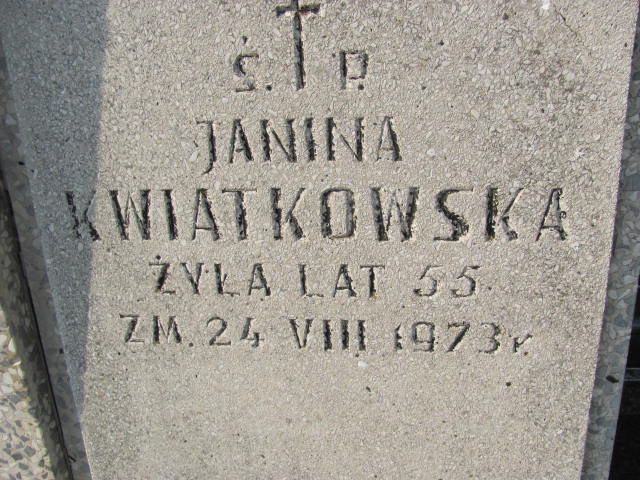 Ś. P.
JANINA
KWIATKOWSKA
ŻYŁA LAT 55
ZM. 24 VIII 1973 r.